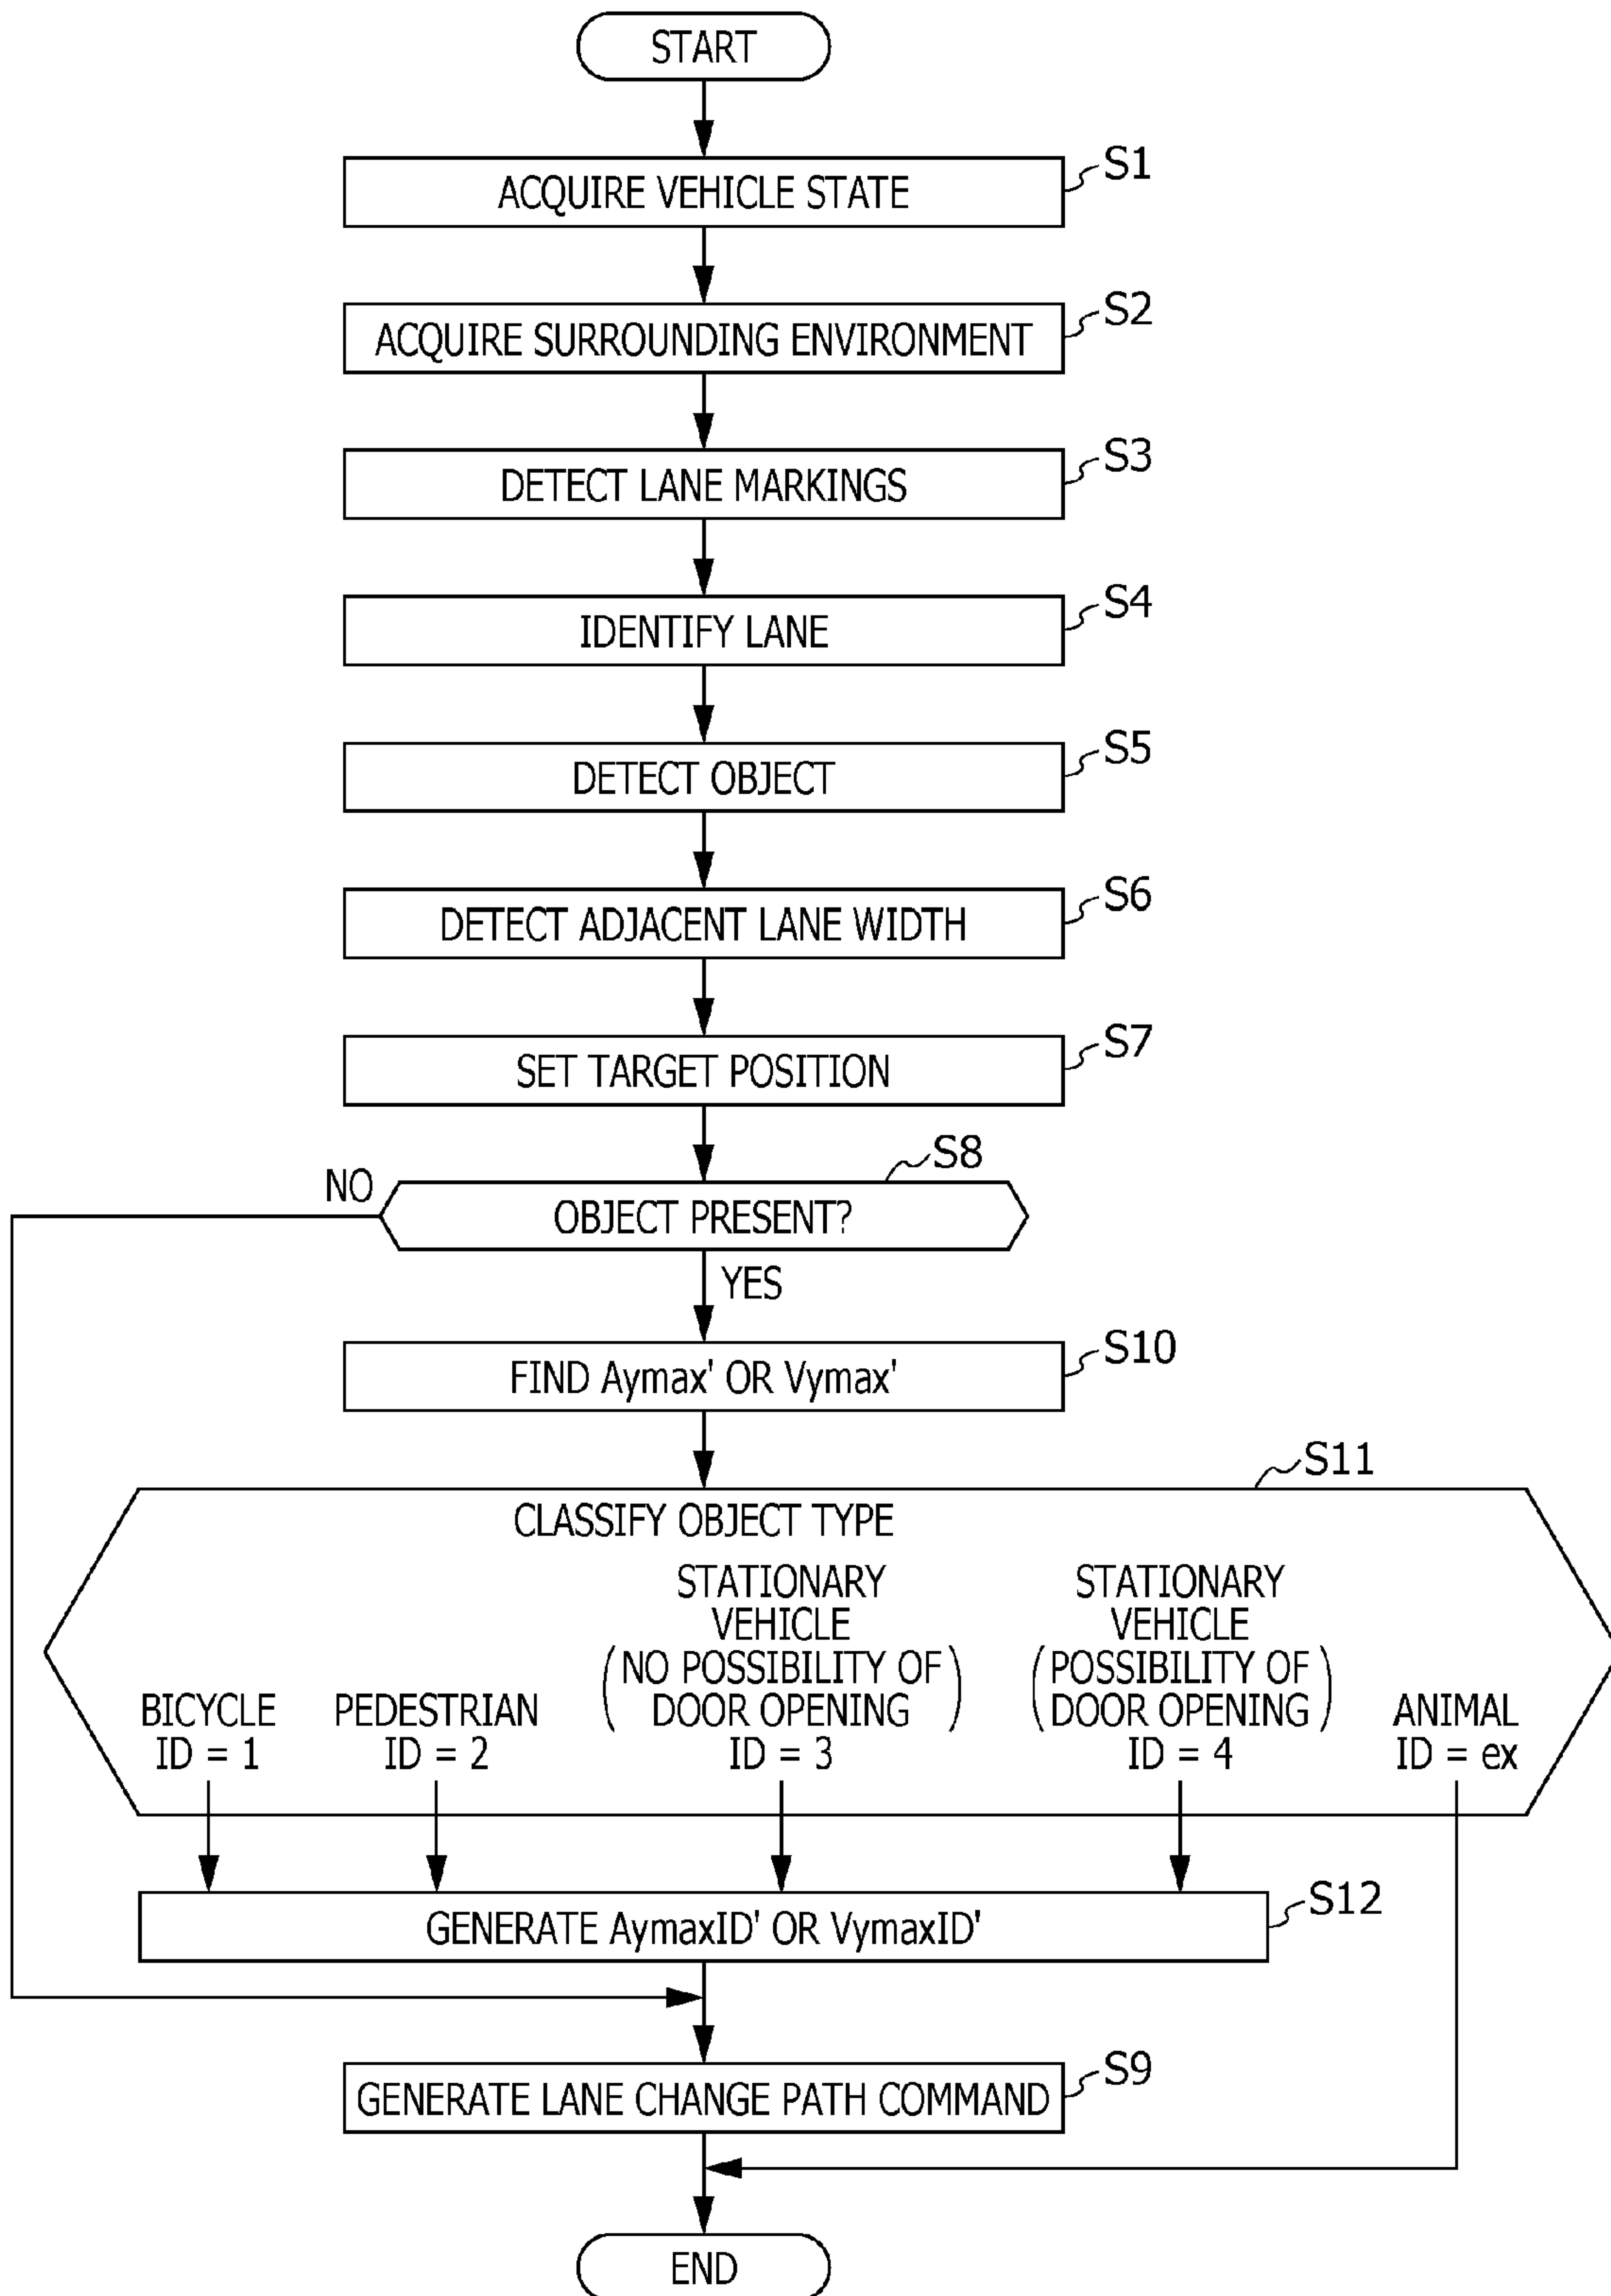 START
ACQUIRE VEHICLE STATE
S1
ACQUIRE SURROUNDING ENVIRONMENT
S2
DETECT LANE MARKINGS
S3
IDENTIFY LANE
S4
DETECT OBJECT
S5
DETECT ADJACENT LANE WIDTH
S6
SET TARGET POSITION
S7
S8
NO
OBJECT PRESENT?
YES
FIND Aymax' OR Vymax'
S10
S11
CLASSIFY OBJECT TYPE
BICYCLE
ID = 1
PEDESTRIAN
ID = 2
STATIONARY
VEHICLE
(NO POSSIBILITY OF
DOOR OPENING)
ID = 3
STATIONARY
VEHICLE
(POSSIBILITY OF
DOOR OPENING)
ID = 4
ANIMAL
ID = ex
GENERATE AymaxID' OR VymaxID'
S12
GENERATE LANE CHANGE PATH COMMAND
S9
END